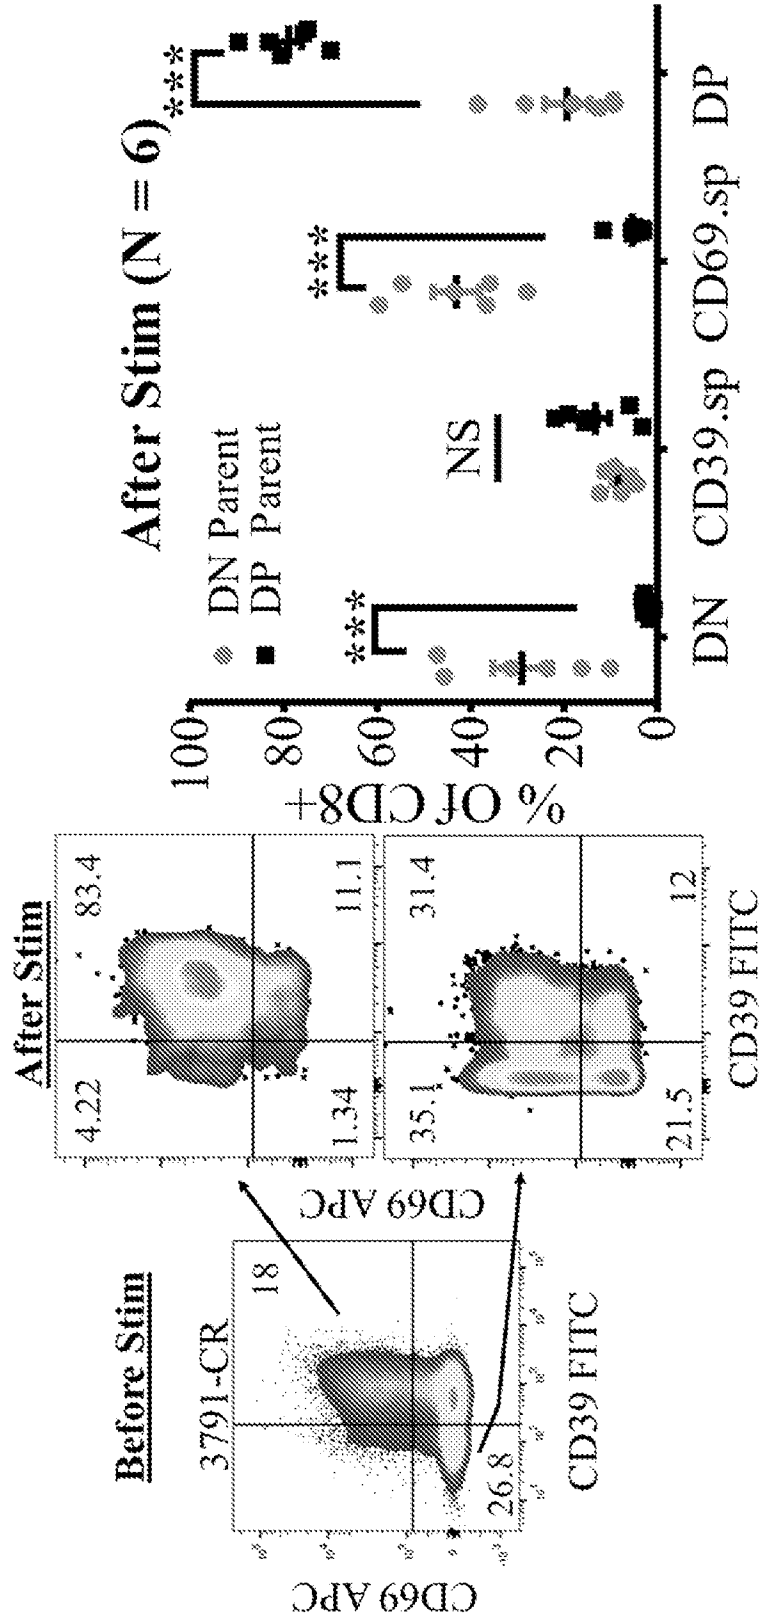 Before Stim
3791-CR
18
26.8
CD69 APC
CD39 FITC
After Stim
4.22
83.4
1.34
11.1
35.1
31.4
21.5
12
CD69 APC
CD39 FITC
After Stim (N = 6)
DN Parent
DP Parent
% Of CD8+
100
80
60
40
20
0
***
NS
***
***
DN
CD39.sp
CD69.sp
DP